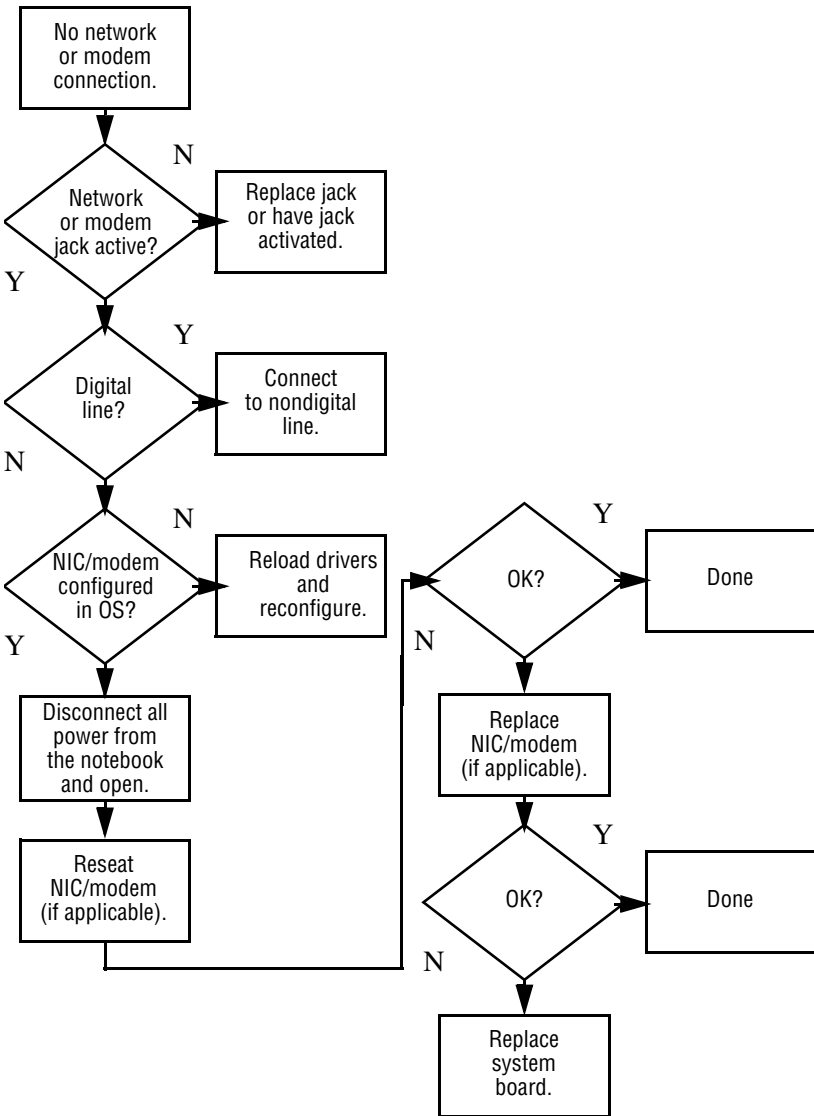 No network
or modem
connection.
N
Network
or modem
jack active?
Replace jack
or have jack
activated.
Y
Y
Digital
line?
Connect
to nondigital
line.
N
N
NIC/modem
configured
in OS?
Reload drivers
and
reconfigure.
Y
Disconnect all
power from
the notebook
and open.
Reseat
NIC/modem
(if applicable).
Y
OK?
Done
N
Replace
NIC/modem
(if applicable).
Y
OK?
Done
N
Replace
system
board.